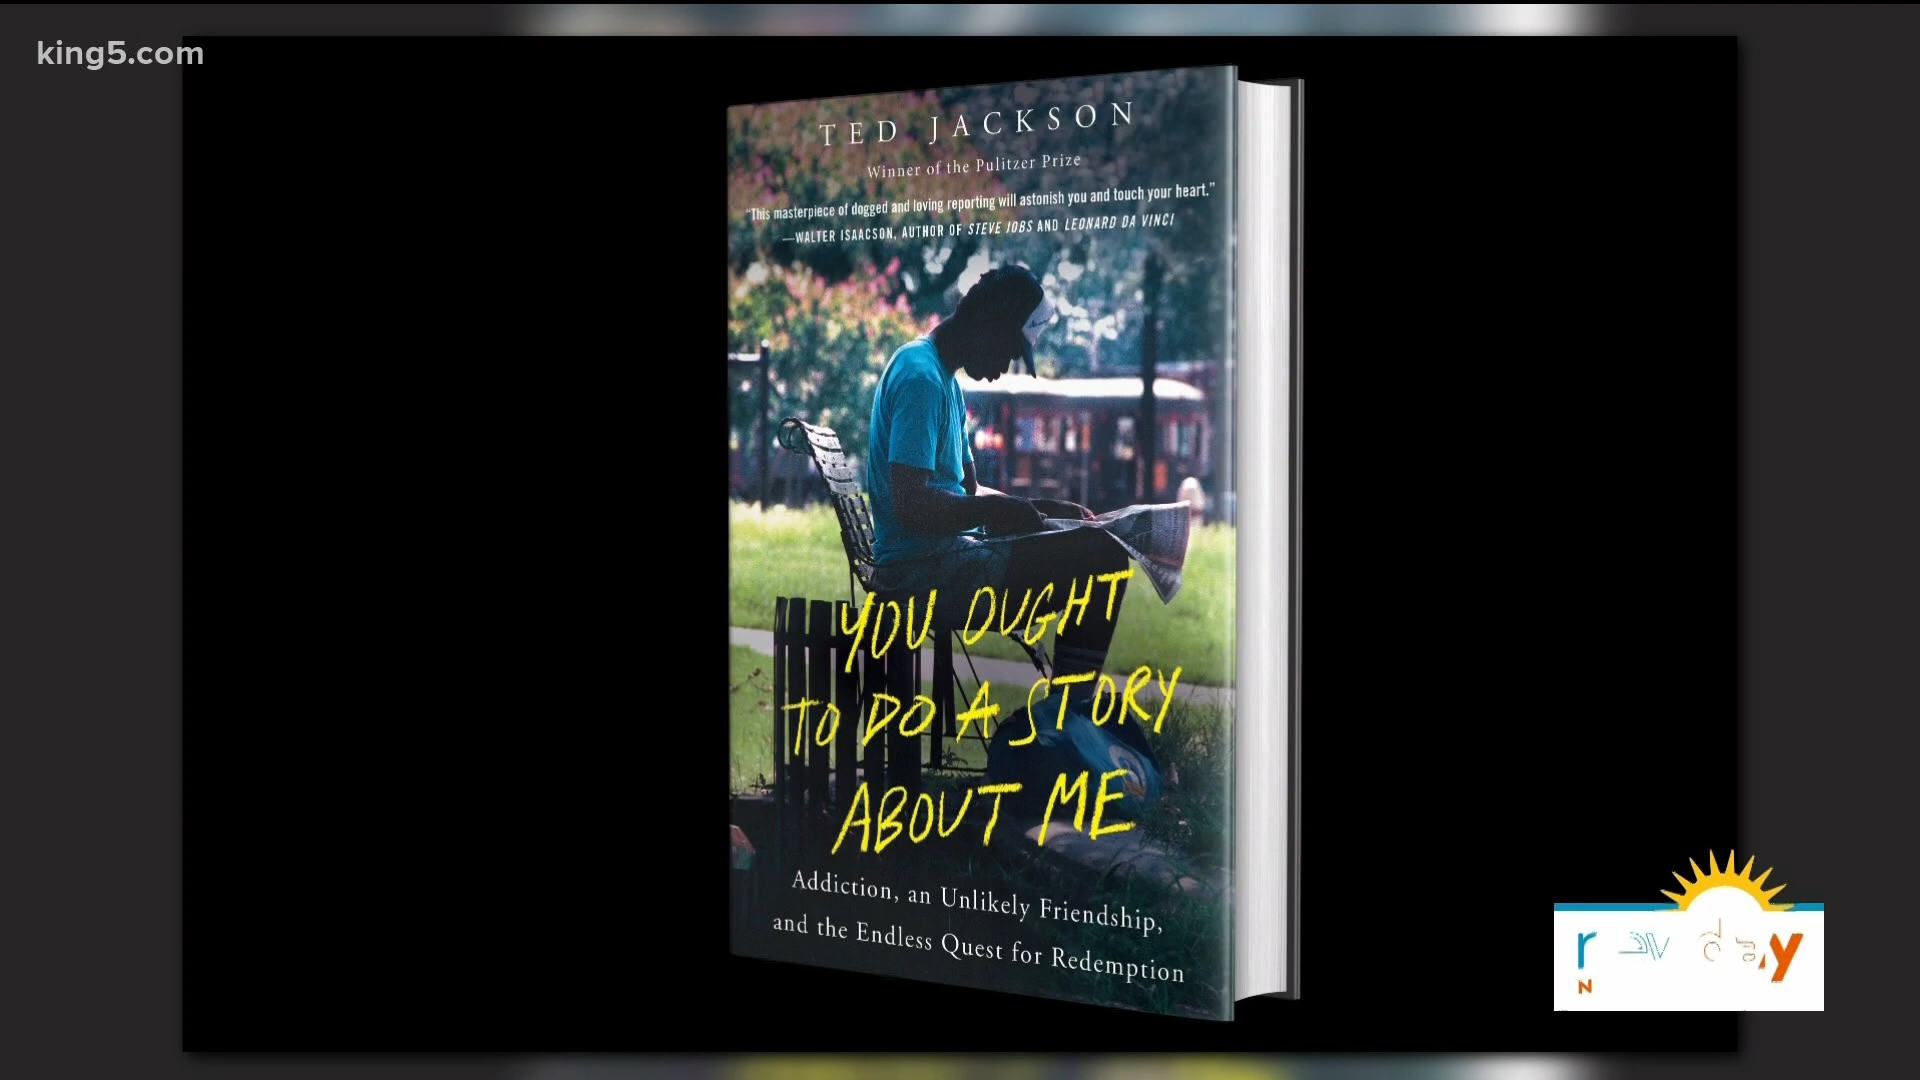 king5.com
TED JACKSON
Winner of the Pulitzer Prize
“This masterpiece of dogged and loving reporting will astonish you and touch your heart.”
—WALTER ISAACSON, AUTHOR OF STEVE JOBS AND LEONARD DA VINCI
YOU OUGHT
TO DO A STORY
ABOUT ME
Addiction, an Unlikely Friendship,
and the Endless Quest for Redemption